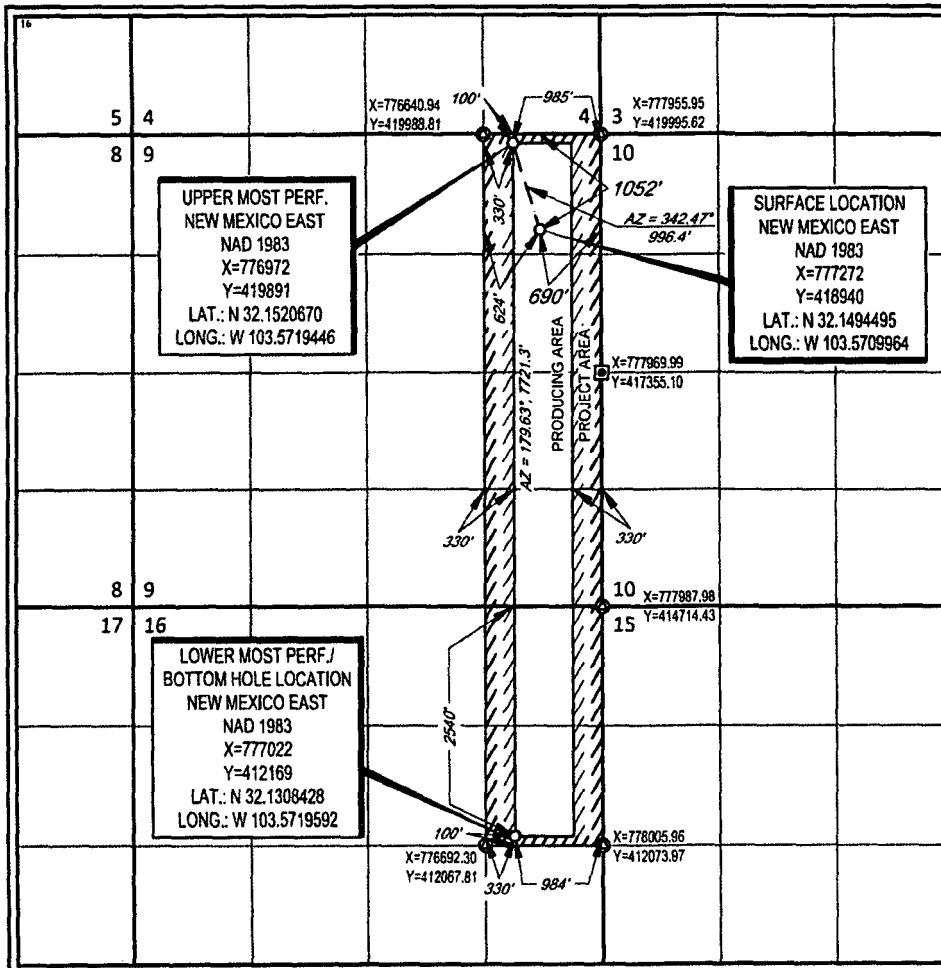 16
5 4
8 9
X=776640.94
Y=419988.81
100'
985'
4 3
10
X=777955.95
Y=419995.62
UPPER MOST PERF.
NEW MEXICO EAST
NAD 1983
X=776972
Y=419891
LAT.: N 32.1520670
LONG.: W 103.5719446
330'
1052'
AZ = 342.47°
996.4'
SURFACE LOCATION
NEW MEXICO EAST
NAD 1983
X=777272
Y=418940
LAT.: N 32.1494495
LONG.: W 103.5709964
624'
690'
AZ = 179.63°, 7721.3'
PRODUCING AREA
PROJECT AREA
X=777969.99
Y=417355.10
330'
330'
8 9
17 16
10
15
X=777987.98
Y=414714.43
LOWER MOST PERF./
BOTTOM HOLE LOCATION
NEW MEXICO EAST
NAD 1983
X=777022
Y=412169
LAT.: N 32.1308428
LONG.: W 103.5719592
2540'
100'
X=776692.30
Y=412067.81
330'
984'
X=778005.96
Y=412073.97